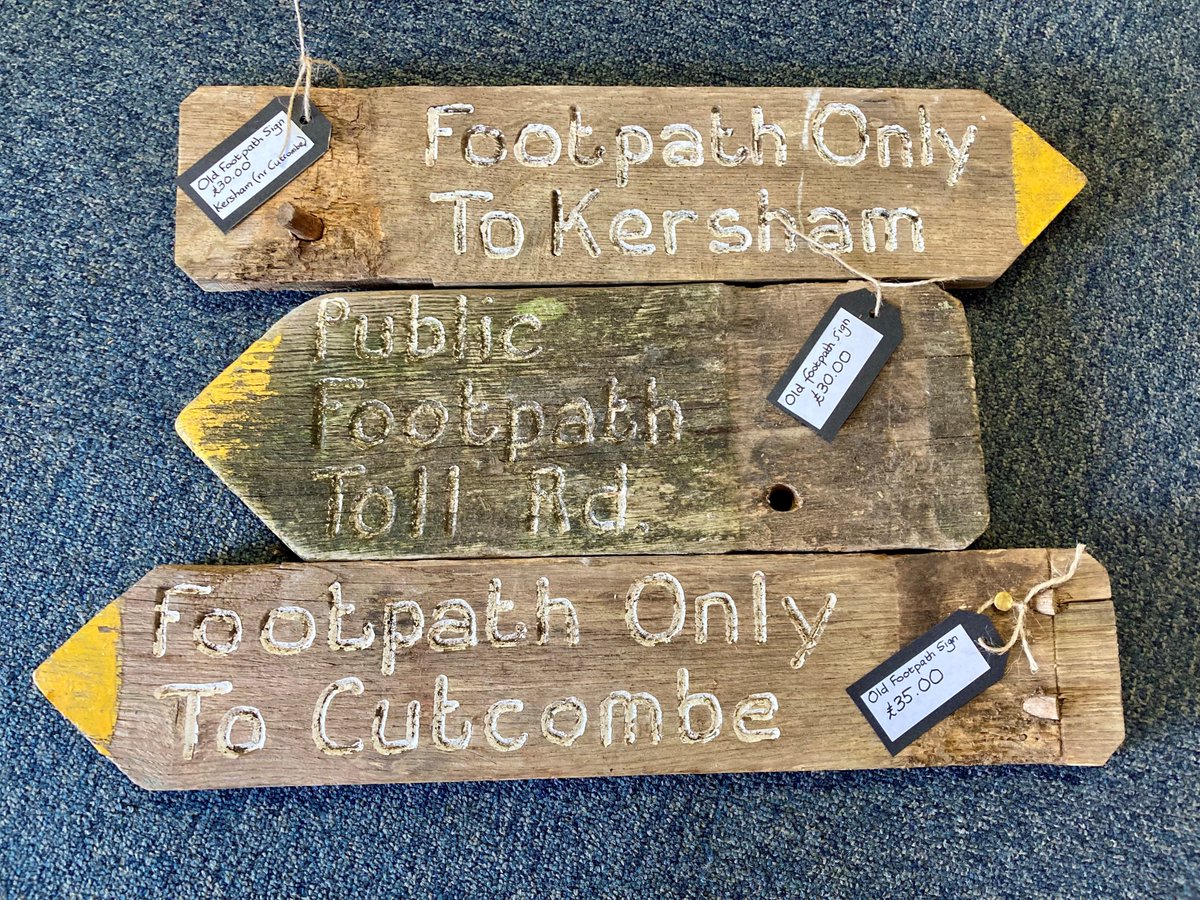 Footpath Only
To Kersham
Old Footpath Sign
£30.00
Kersham (nr Cutcombe)
Public
Footpath
Toll Rd.
Old Footpath Sign
£30.00
Footpath Only
To Cutcombe
Old Footpath Sign
£35.00